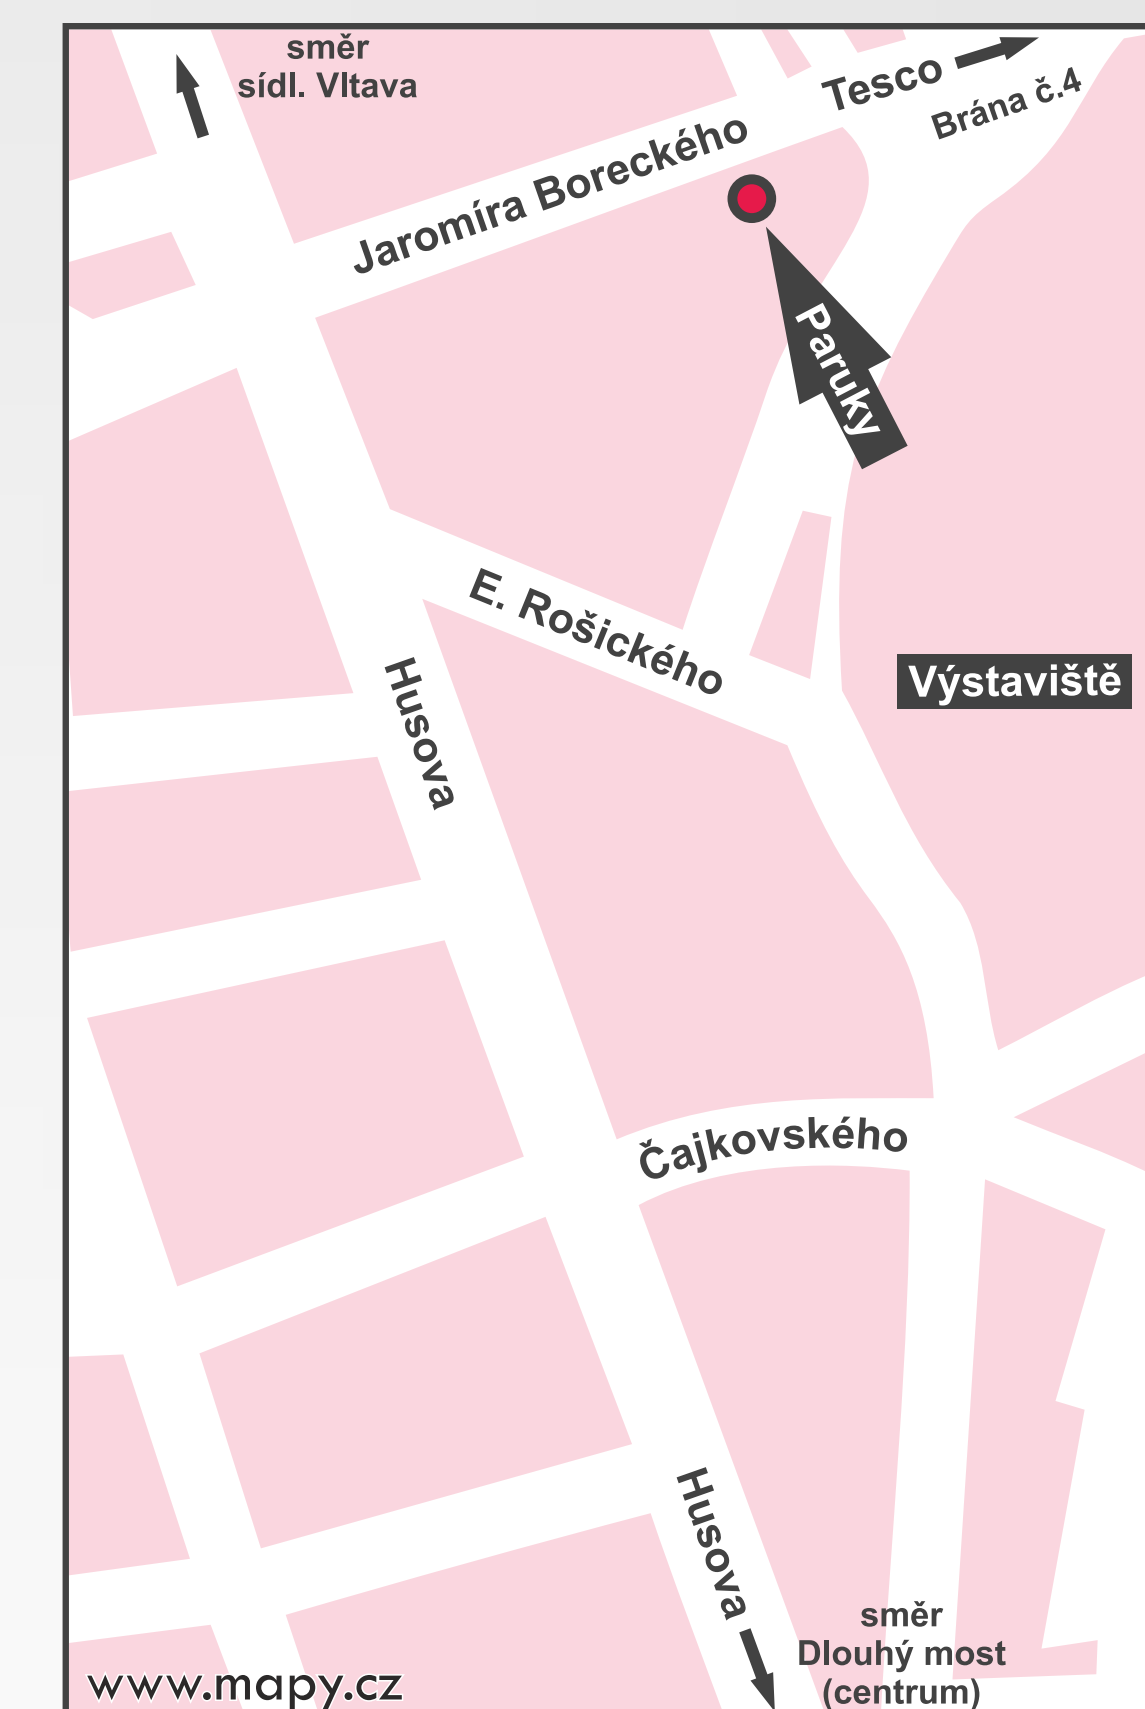 směr
sídl. Vltava
Tesco
Brána č.4
Jaromíra Boreckého
Paruky
E. Rošického
Výstaviště
Husova
Čajkovského
Husova
směr
Dlouhý most
(centrum)
www.mapy.cz